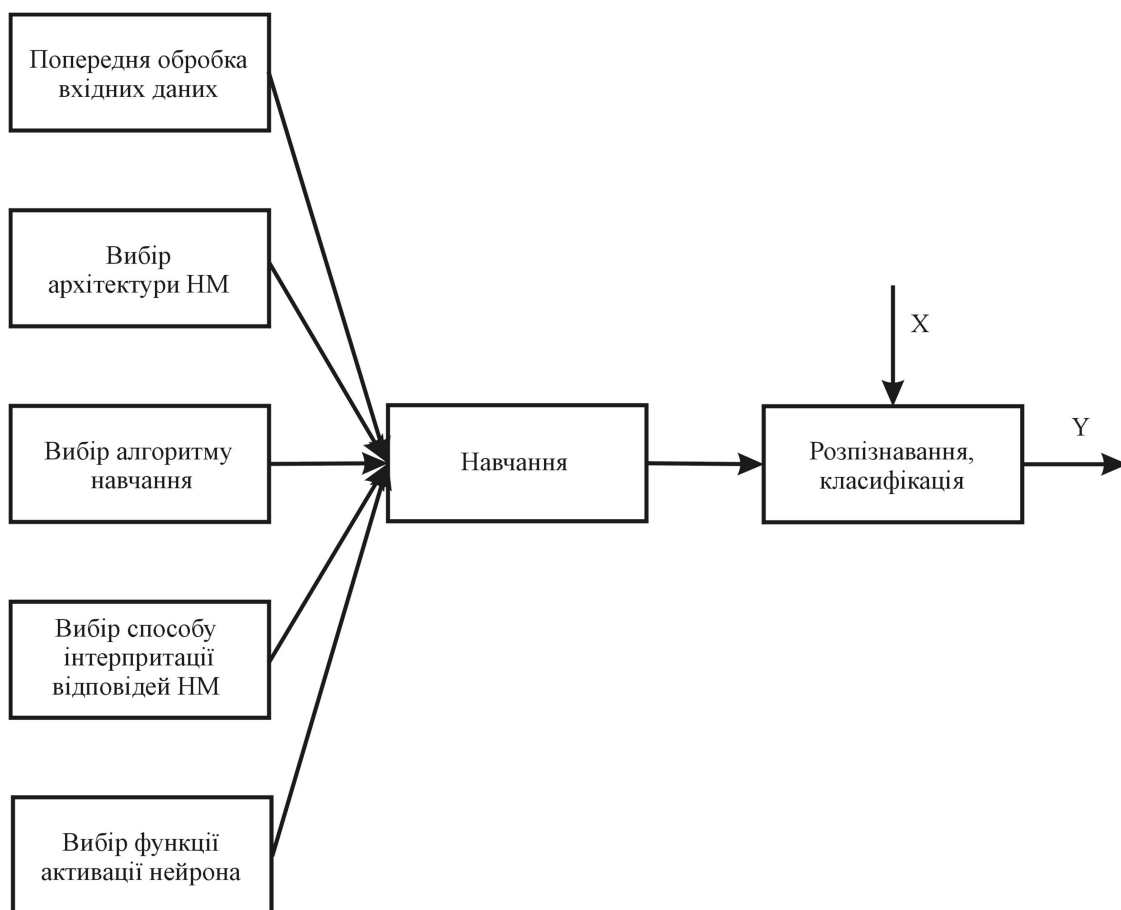 Попередня обробка
вхідних даних
Вибір
архітектури НМ
Вибір алгоритму
навчання
Вибір способу
інтерпритації
відповідей НМ
Вибір функції
активації нейрона
Навчання
X
Розпізнавання,
класифікація
Y